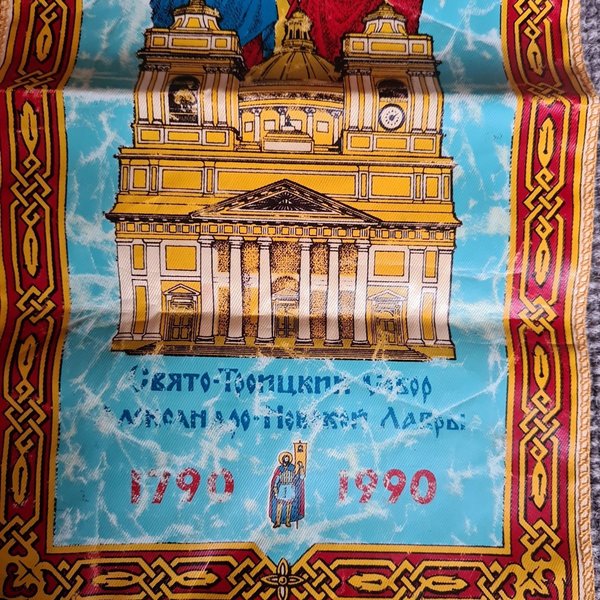 Свято-Троицкий Собор
Александро-Невской Лавры
1790 1990